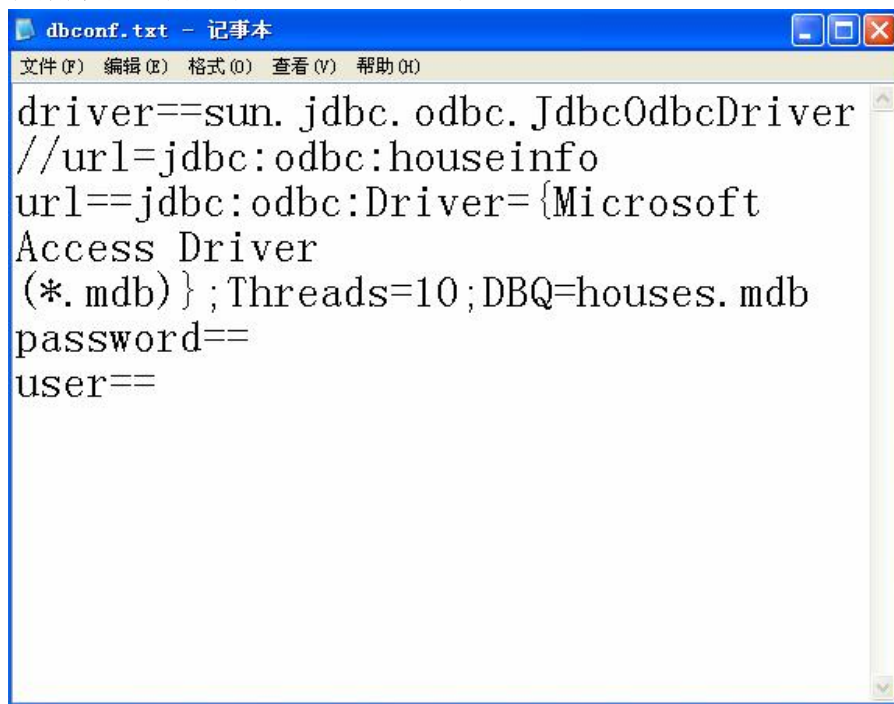 dbconf.txt - 记事本
文件(F) 编辑(E) 格式(O) 查看(V) 帮助(H)
driver==sun.jdbc.odbc.JdbcOdbcDriver
//url=jdbc:odbc:houseinfo
url==jdbc:odbc:Driver={Microsoft
Access Driver
(*.mdb)};Threads=10;DBQ=houses.mdb
password==
user==